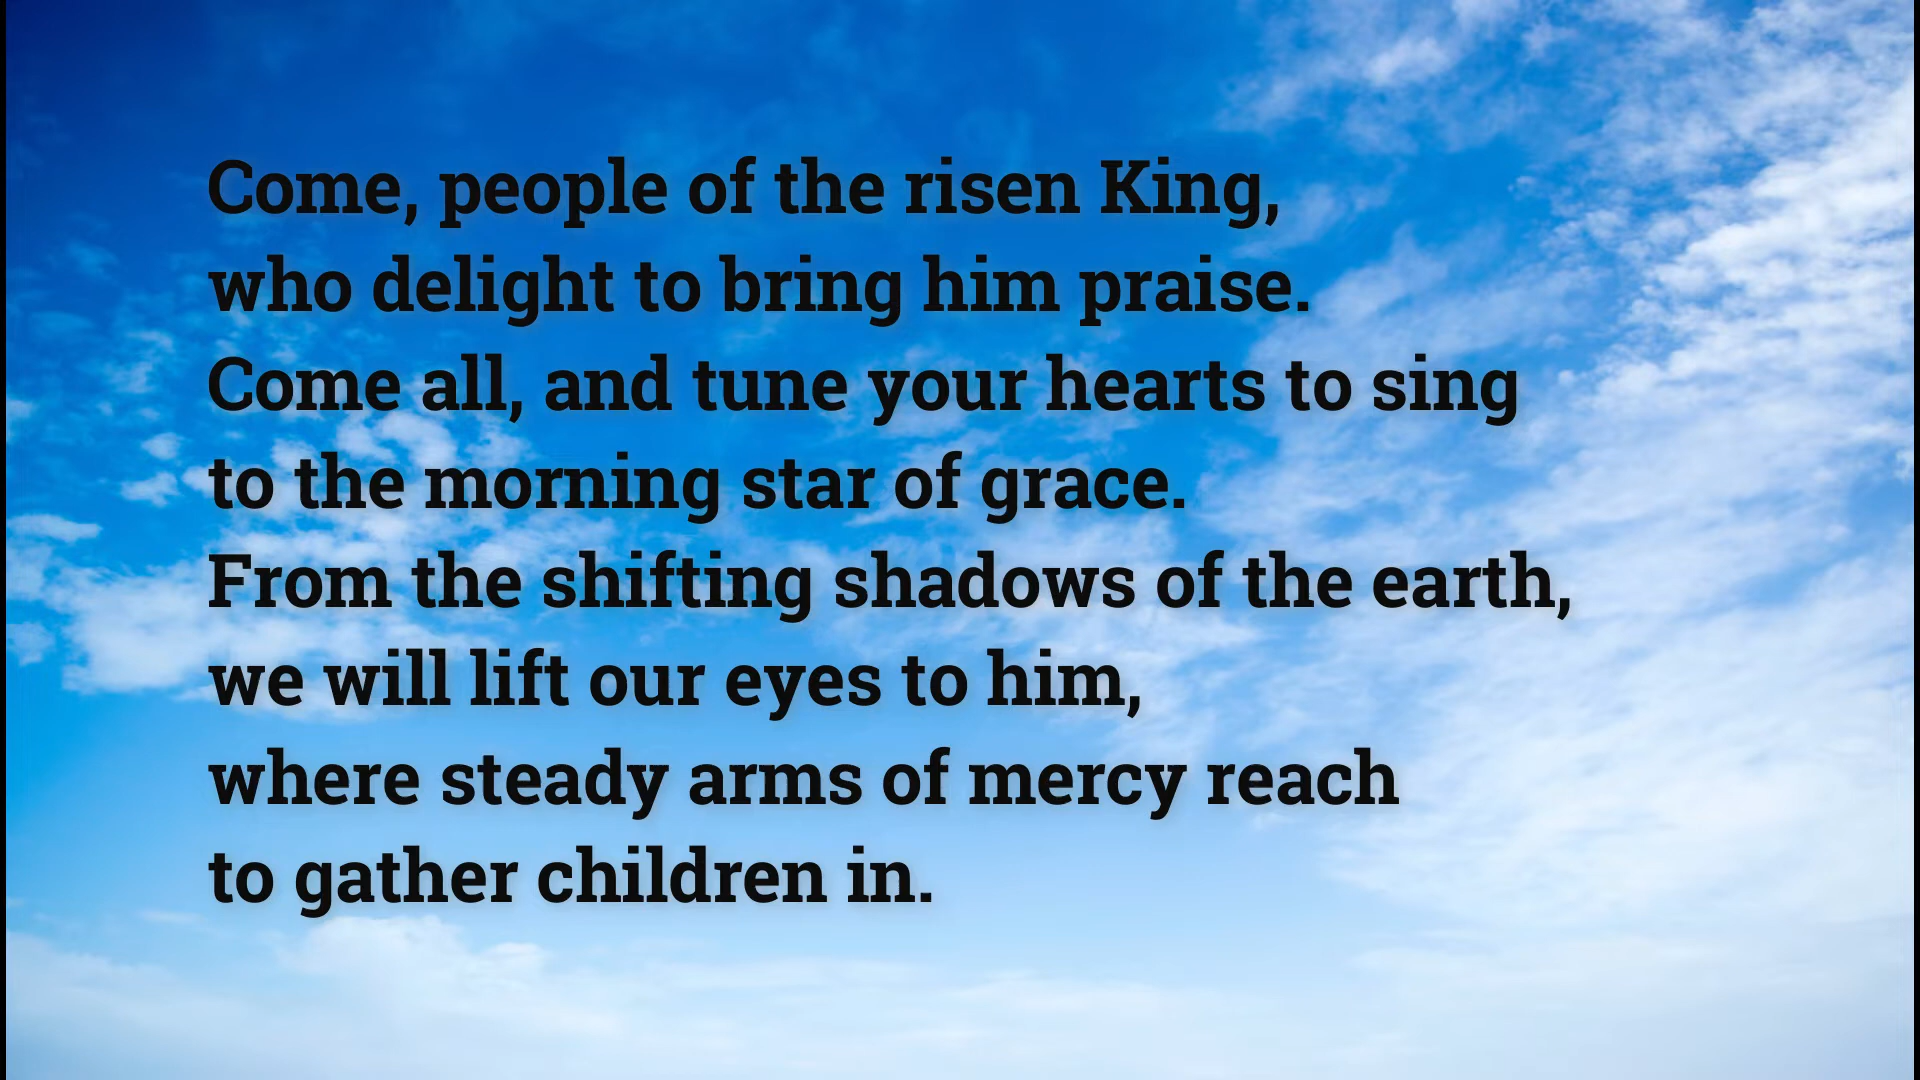 Come, people of the risen King,
who delight to bring him praise.
Come all, and tune your hearts to sing
to the morning star of grace.
From the shifting shadows of the earth,
we will lift our eyes to him,
where steady arms of mercy reach
to gather children in.